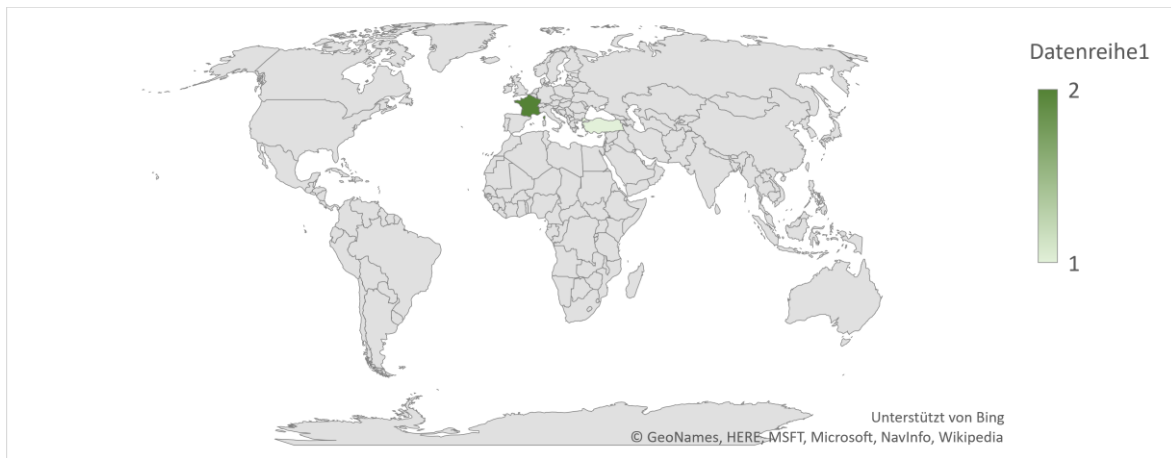 Datenreihe1
2
1
Unterstützt von Bing
© GeoNames, HERE, MSFT, Microsoft, NavInfo, Wikipedia